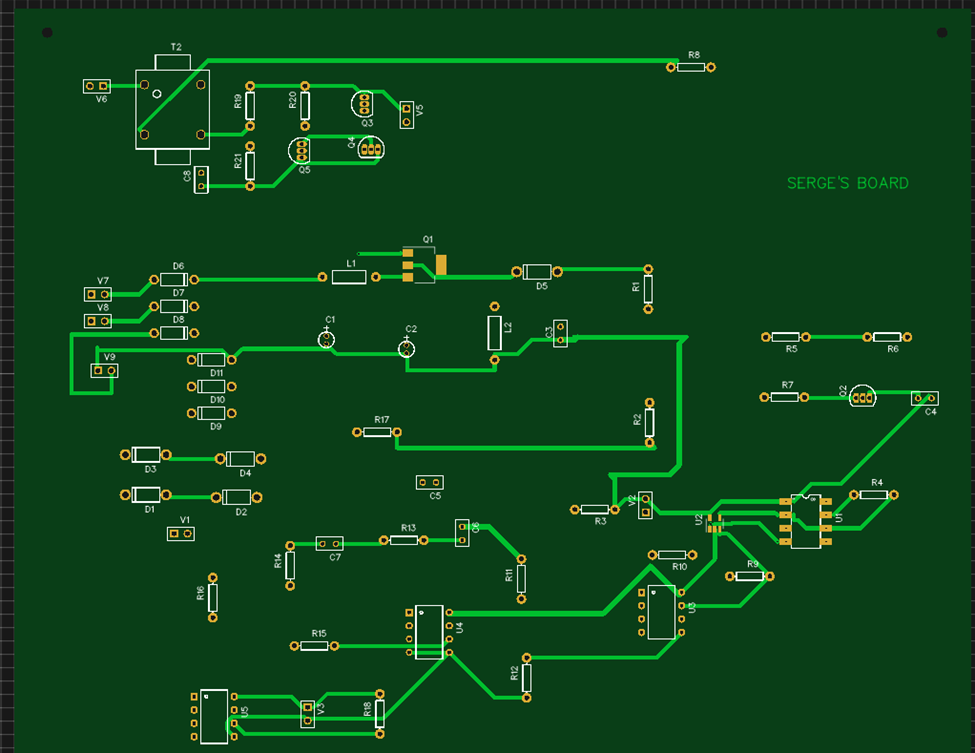 T2
R8
V6
R19
R20
Q3
V5
Q4
R21
Q5
C8
SERGE'S BOARD
Q1
D6
L1
V7
D7
D5
R1
V8
D8
C1
C2
L2
C3
V9
D11
R5
R6
D10
R7
Q2
C4
D9
R17
R2
D3
D4
C5
R4
D1
D2
R3
V2
U2
U1
V1
R13
C6
R14
C7
R10
R9
R11
R16
U3
U4
R15
R12
U5
V3
R18